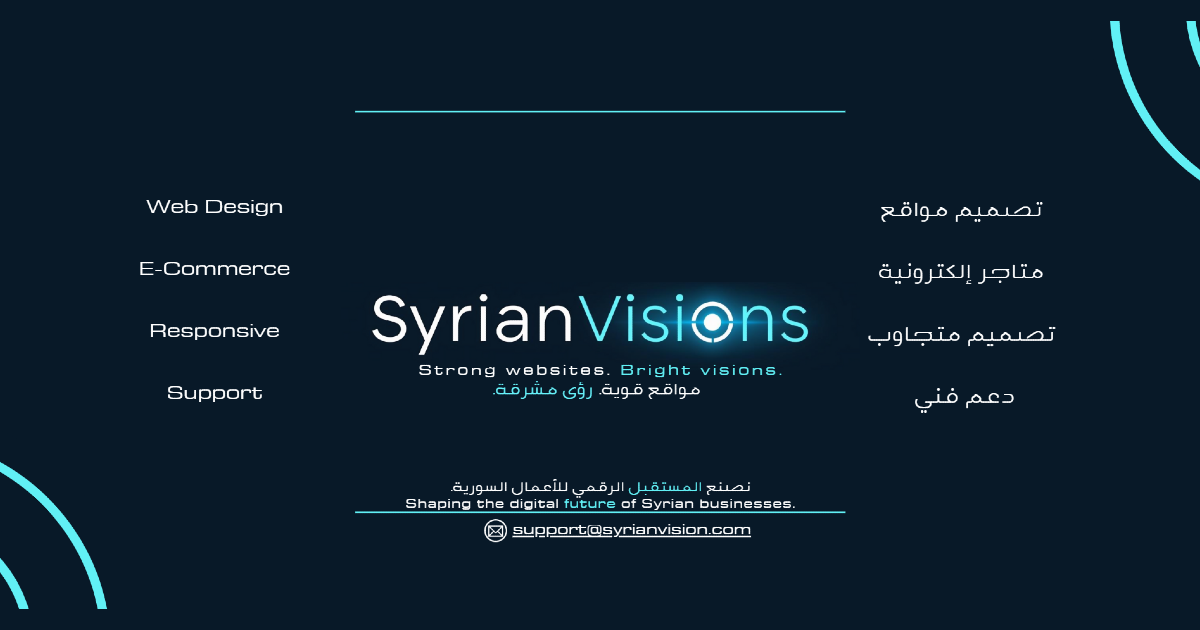 Web Design
E-Commerce
Responsive
Support
SyrianVisions
Strong websites. Bright visions.
مواقع قوية. رؤى مشرقة.
تصميم مواقع
متاجر إلكترونية
تصميم متجاوب
دعم فني
نصنع المستقبل الرقمي للأعمال السورية.
Shaping the digital future of Syrian businesses.
support@syrianvision.com